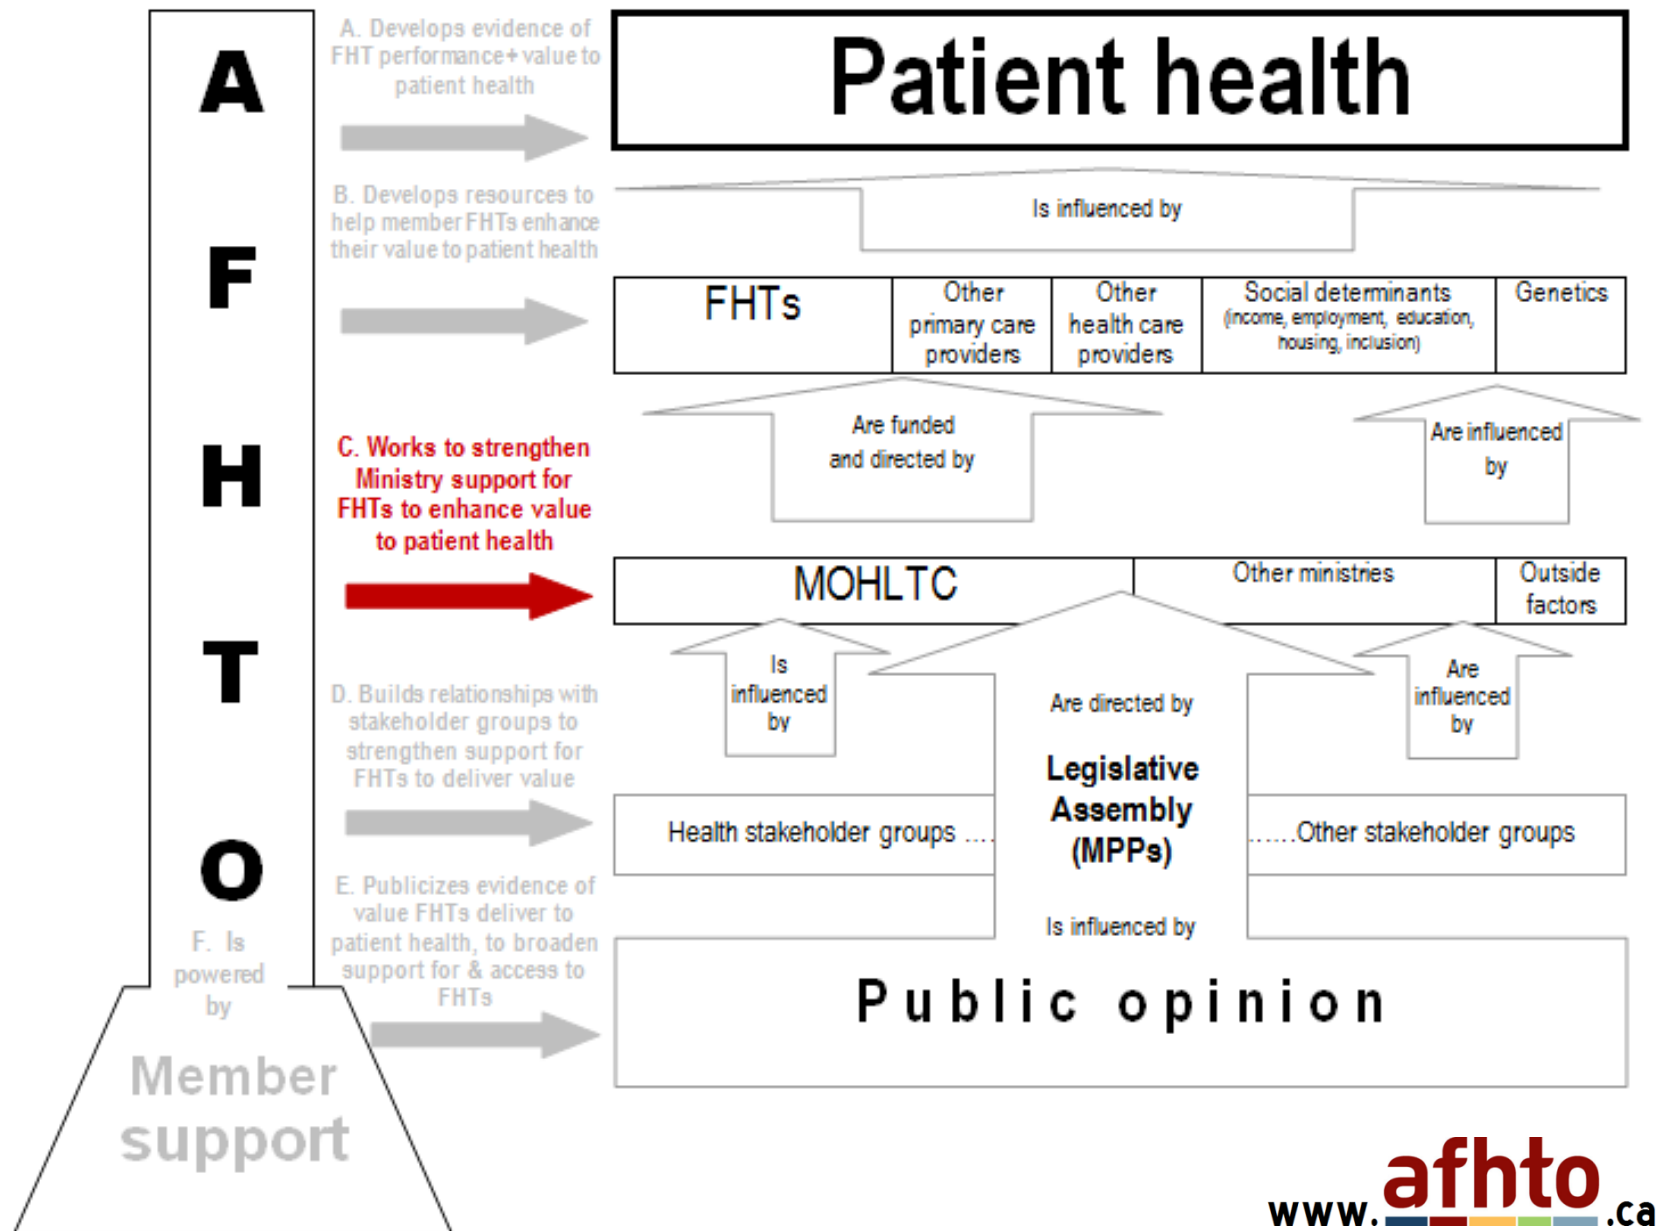 A
F
H
T
O
F. Is
powered
by
Member
support
A. Develops evidence of
FHT performance+ value to
patient health
B. Develops resources to
help member FHTs enhance
their value to patient health
C. Works to strengthen
Ministry support for
FHTs to enhance value
to patient health
D. Builds relationships with
stakeholder groups to
strengthen support for
FHTs to deliver value
E. Publicizes evidence of
value FHTs deliver to
patient health, to broaden
support for & access to
FHTs
Patient health
Is influenced by
FHTs
Other
primary care
providers
Other
health care
providers
Social determinants
(income, employment, education,
housing, inclusion)
Genetics
Are funded
and directed by
Are influenced
by
MOHLTC
Other ministries
Outside
factors
Is
influenced
by
Are directed by
Legislative
Assembly
(MPPs)
Is influenced by
Are
influenced
by
Health stakeholder groups ....
......Other stakeholder groups
Public opinion
www.afhto.ca